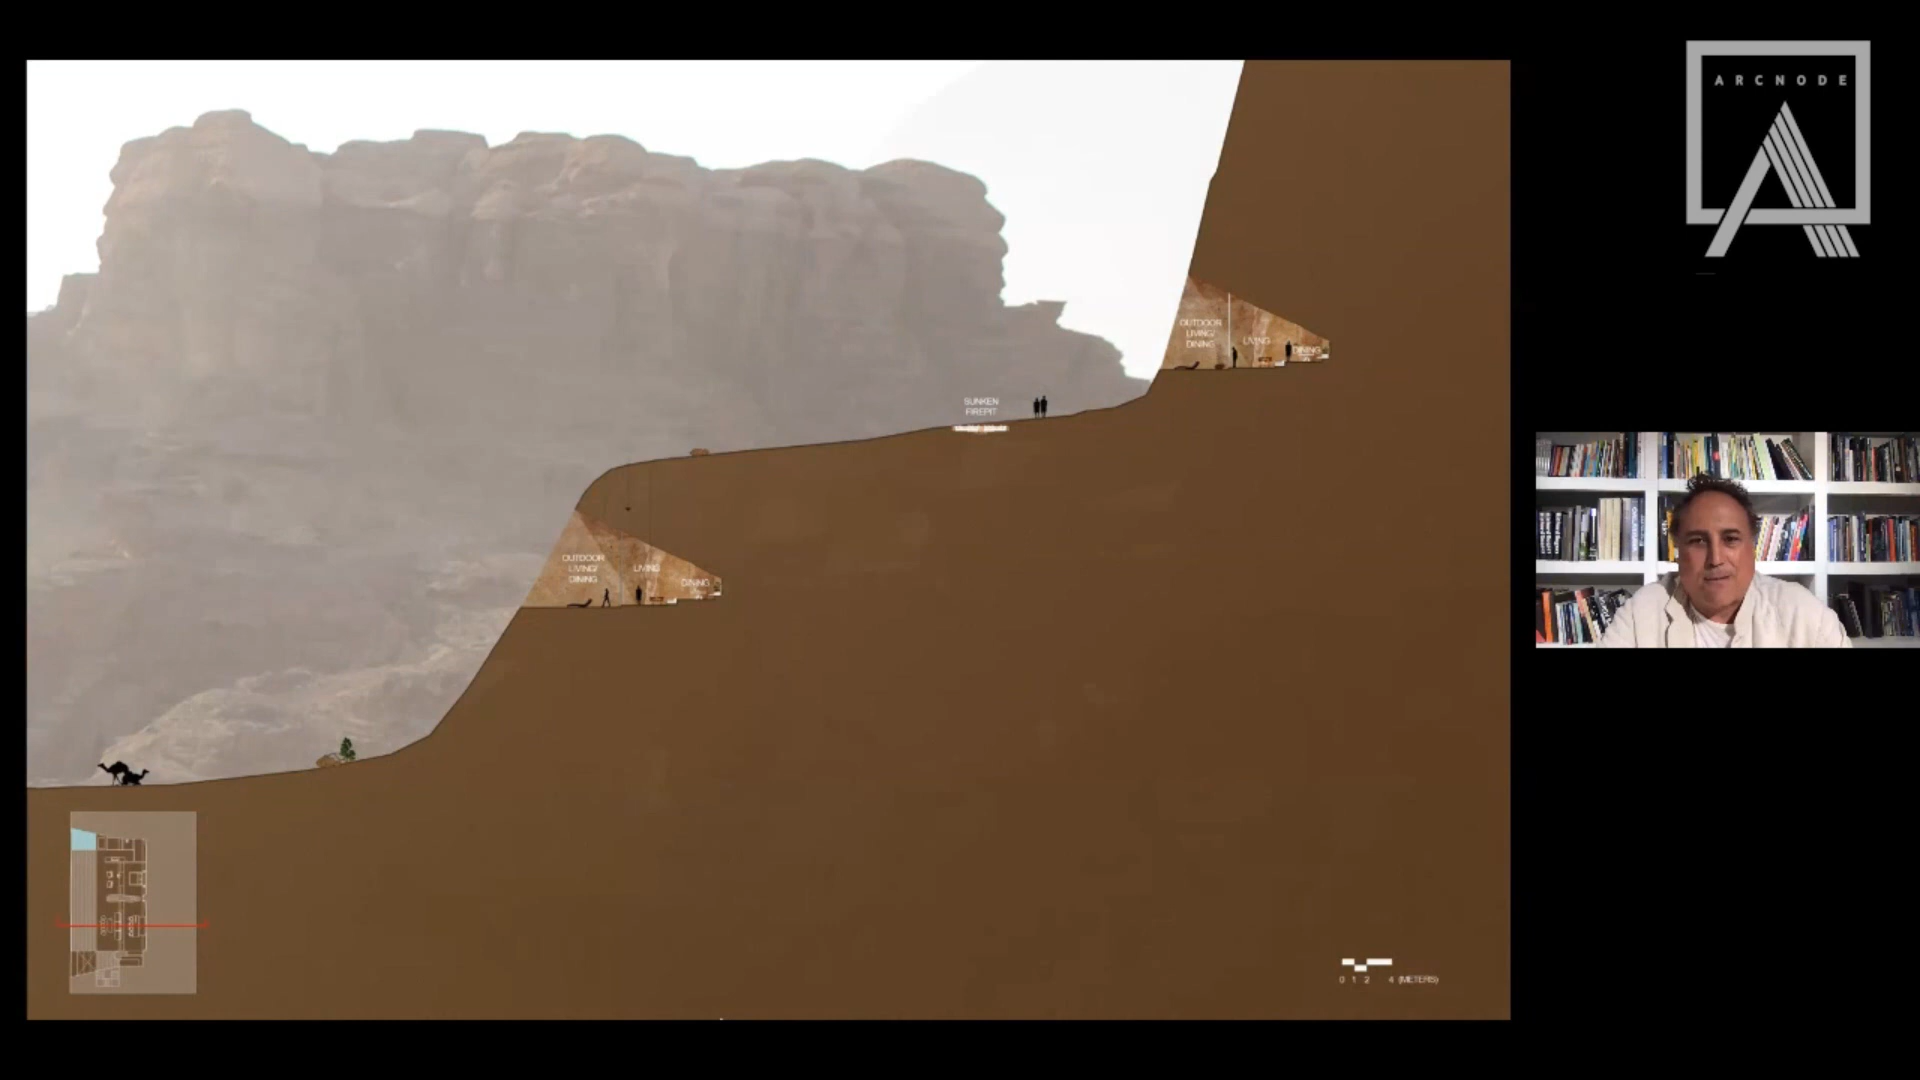 ARCNODE
OUTDOOR
LIVING/
DINING
LIVING
DINING
SUNKEN
FIREPIT
OUTDOOR
LIVING/
DINING
LIVING
DINING
0 1 2 4 (METERS)